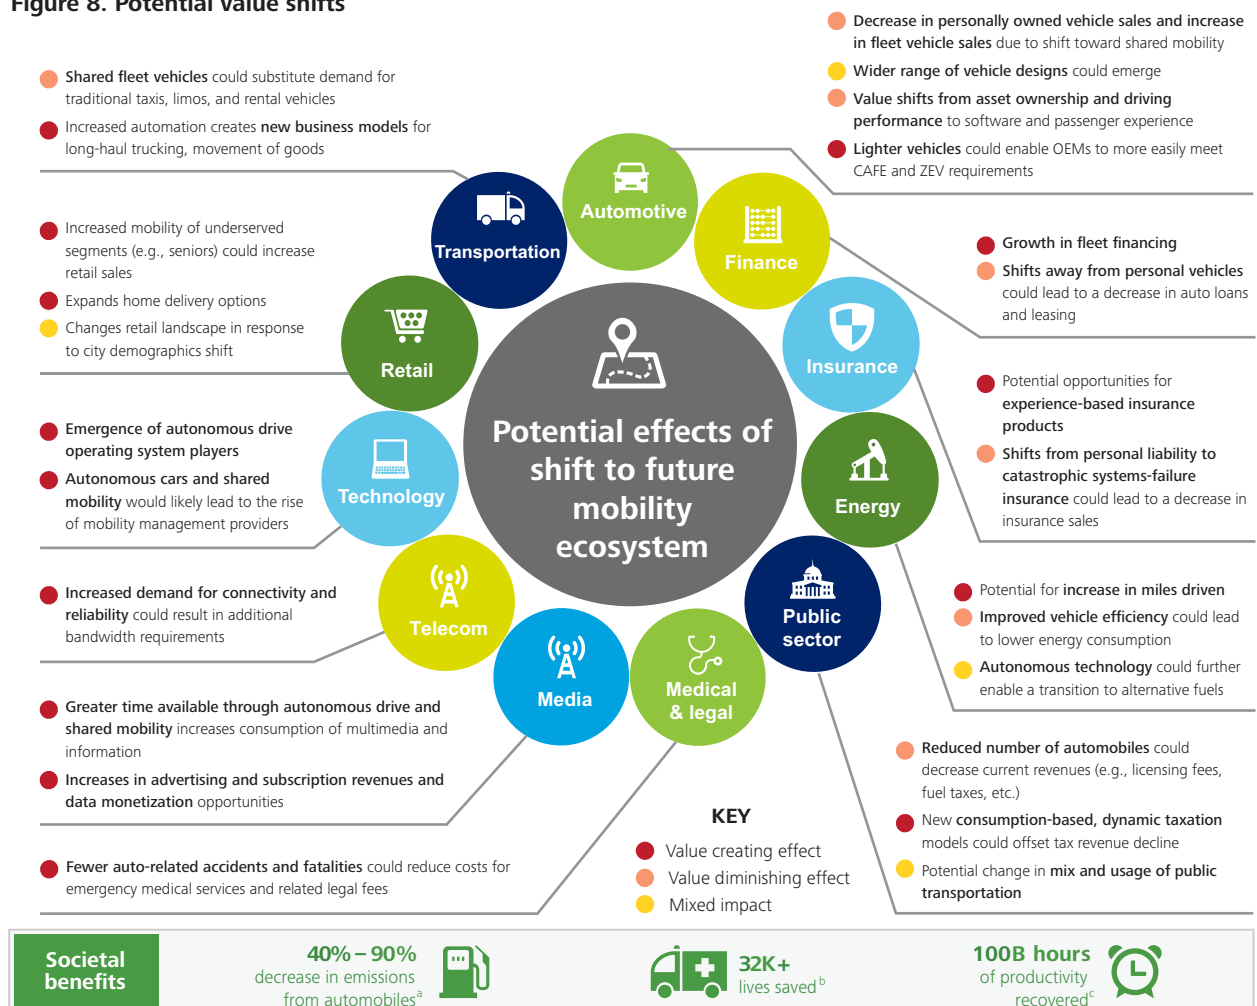 Figure 8. Potential value shifts
Shared fleet vehicles could substitute demand for
traditional taxis, limos, and rental vehicles
Increased automation creates new business models for
long-haul trucking, movement of goods
Increased mobility of underserved
segments (e.g., seniors) could increase
retail sales
Expands home delivery options
Changes retail landscape in response
to city demographics shift
Emergence of autonomous drive
operating system players
Autonomous cars and shared
mobility would likely lead to the rise
of mobility management providers
Increased demand for connectivity and
reliability could result in additional
bandwidth requirements
Greater time available through autonomous drive and
shared mobility increases consumption of multimedia and
information
Increases in advertising and subscription revenues and
data monetization opportunities
Fewer auto-related accidents and fatalities could reduce costs for
emergency medical services and related legal fees
Transportation
Automotive
Finance
Insurance
Energy
Public
sector
Medical
& legal
Media
Telecom
Technology
Retail
Potential effects of
shift to future
mobility
ecosystem
Decrease in personally owned vehicle sales and increase
in fleet vehicle sales due to shift toward shared mobility
Wider range of vehicle designs could emerge
Value shifts from asset ownership and driving
performance to software and passenger experience
Lighter vehicles could enable OEMs to more easily meet
CAFE and ZEV requirements
Growth in fleet financing
Shifts away from personal vehicles
could lead to a decrease in auto loans
and leasing
Potential opportunities for
experience-based insurance
products
Shifts from personal liability to
catastrophic systems-failure
insurance could lead to a decrease in
insurance sales
Potential for increase in miles driven
Improved vehicle efficiency could lead
to lower energy consumption
Autonomous technology could further
enable a transition to alternative fuels
Reduced number of automobiles could
decrease current revenues (e.g., licensing fees,
fuel taxes, etc.)
New consumption-based, dynamic taxation
models could offset tax revenue decline
Potential change in mix and usage of public
transportation
KEY
Value creating effect
Value diminishing effect
Mixed impact
Societal
benefits
40%–90%
decrease in emissions
from automobiles^a
32K+
lives saved^b
100B hours
of productivity
recovered^c